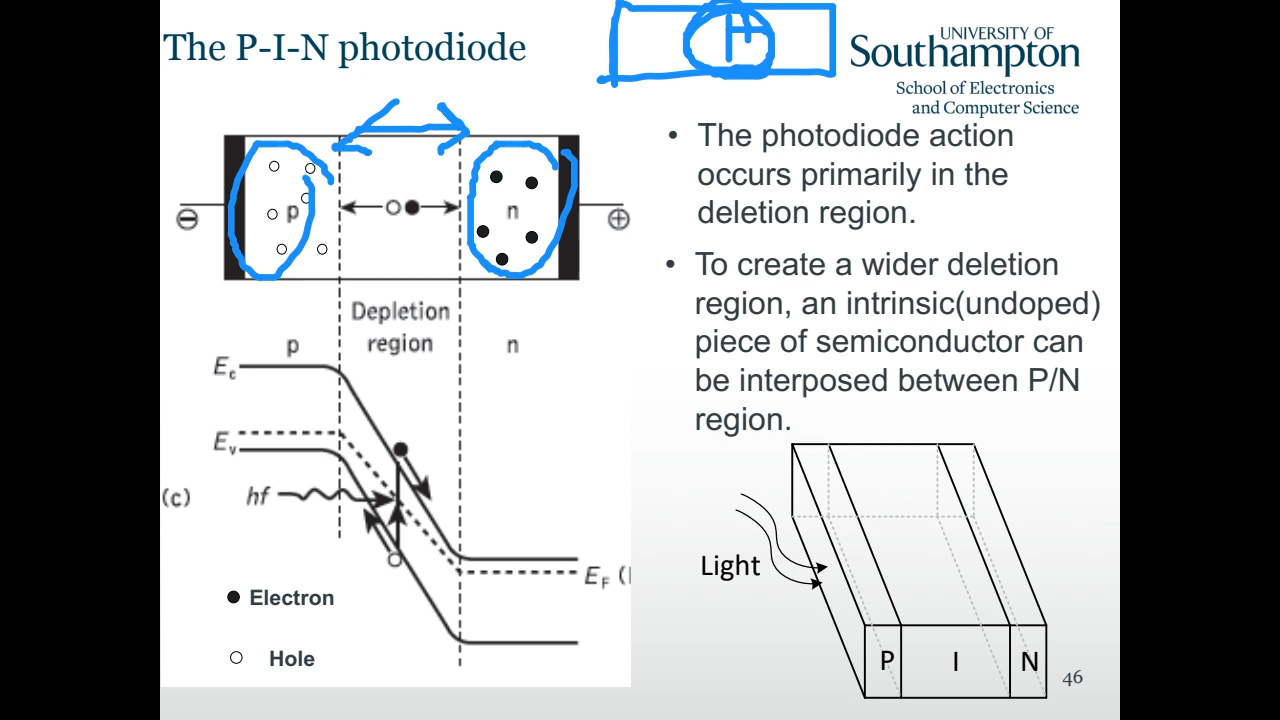 The P-I-N photodiode
UNIVERSITY OF
Southampton
School of Electronics
and Computer Science
• The photodiode action
occurs primarily in the
deletion region.
• To create a wider deletion
region, an intrinsic(undoped)
piece of semiconductor can
be interposed between P/N
region.
p
n
Depletion
region
p
n
Ec
Ev
(c)
hf
EF (
Electron
Hole
Light
P
I
N
46